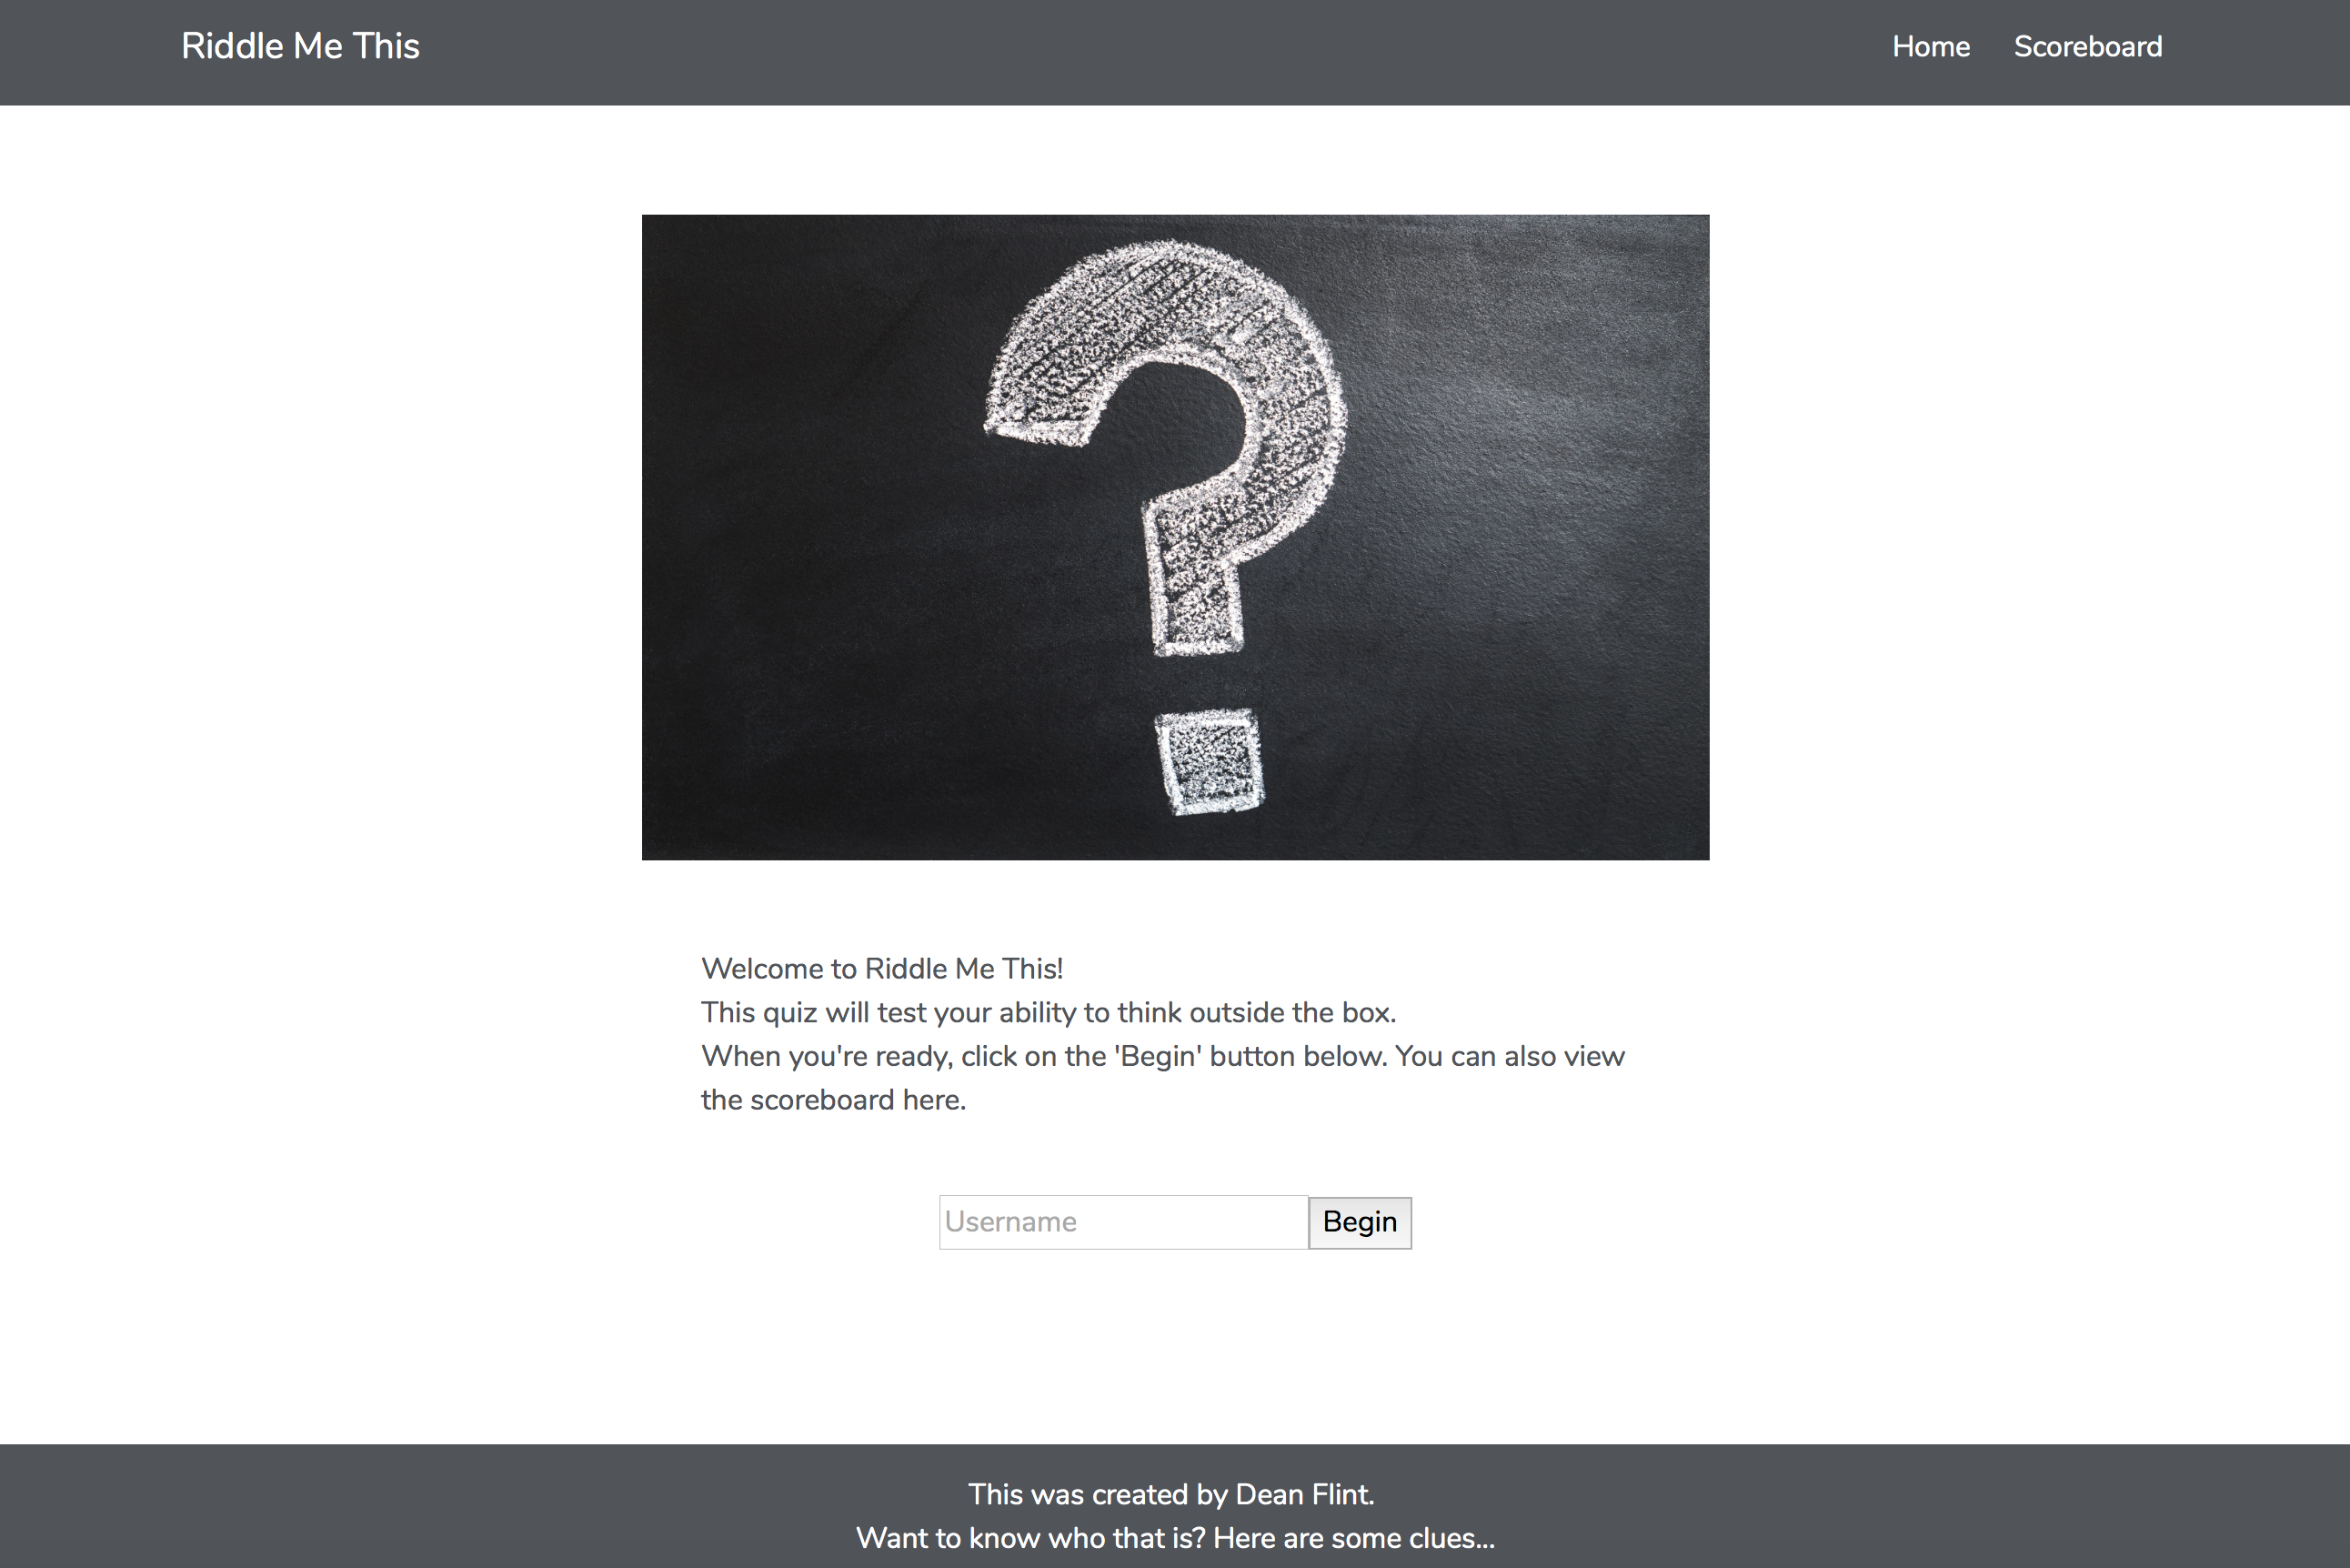 Riddle Me This
Home
Scoreboard
Welcome to Riddle Me This!
This quiz will test your ability to think outside the box.
When you're ready, click on the 'Begin' button below. You can also view
the scoreboard here.
Username
Begin
This was created by Dean Flint.
Want to know who that is? Here are some clues...